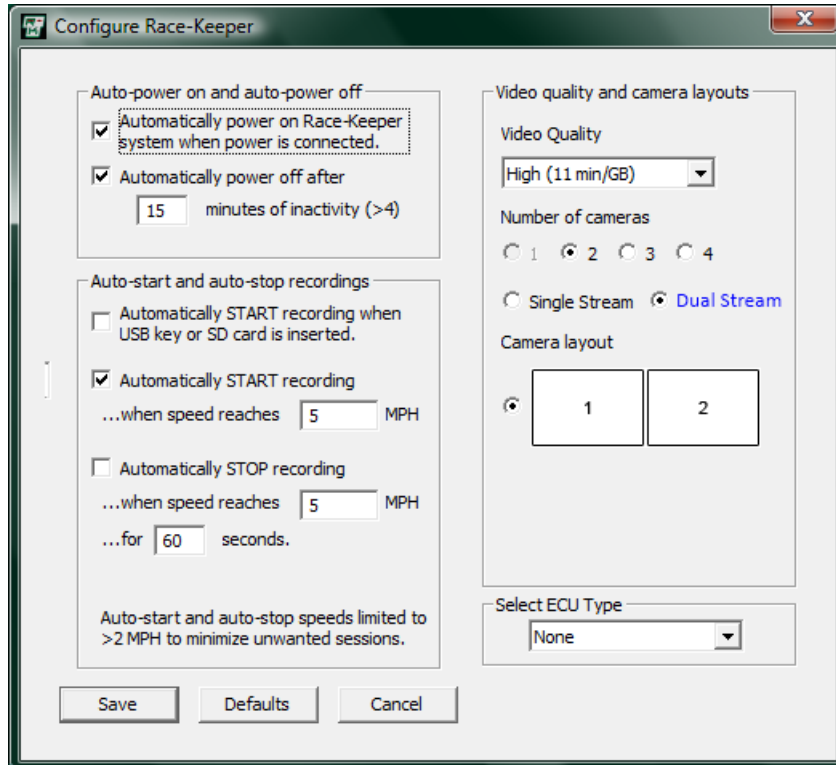 Configure Race-Keeper
Auto-power on and auto-power off
Automatically power on Race-Keeper
system when power is connected.
Automatically power off after
15 minutes of inactivity (>4)
Auto-start and auto-stop recordings
Automatically START recording when
USB key or SD card is inserted.
Automatically START recording
...when speed reaches 5 MPH
Automatically STOP recording
...when speed reaches 5 MPH
...for 60 seconds.
Auto-start and auto-stop speeds limited to
>2 MPH to minimize unwanted sessions.
Video quality and camera layouts
Video Quality
High (11 min/GB)
Number of cameras
1 2 3 4
Single Stream Dual Stream
Camera layout
1 2
Select ECU Type
None
Save Defaults Cancel